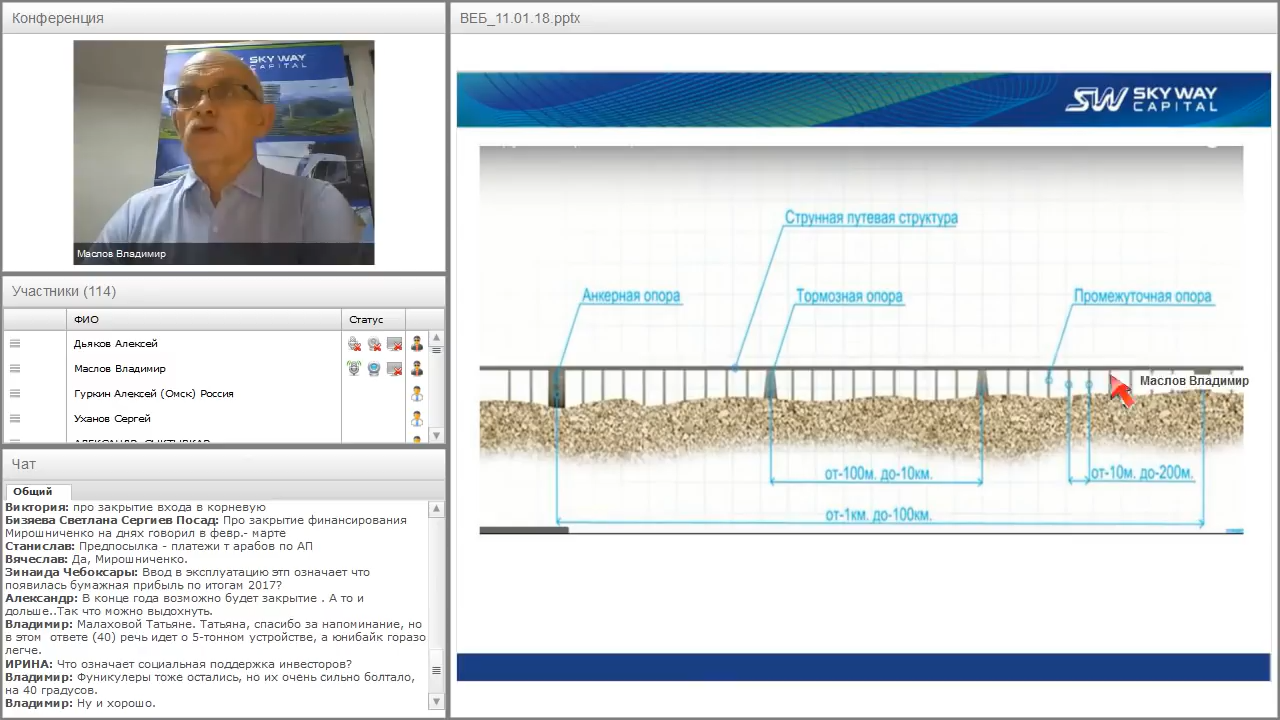 Конференция
SKY WAY
CAPITAL
Маслов Владимир
Участники (114)
ФИО Статус
Дьяков Алексей
Маслов Владимир
Гуркин Алексей (Омск) Россия
Уханов Сергей
Чат
Общий
Виктория: про закрытие входа в корневую
Бизяева Светлана Сергиев Посад: Про закрытие финансирования
Мирошниченко на днях говорил в февр.- марте
Станислав: Предпосылка - платежи т арабов по АП
Вячеслав: Да, Мирошниченко.
Зинаида Чебоксары: Ввод в эксплуатацию этп означает что
появилась бумажная прибыль по итогам 2017?
Александр: В конце года возможно будет закрытие . А то и
дольше..Так что можно выдохнуть.
Владимир: Малаховой Татьяне. Татьяна, спасибо за напоминание, но
в этом ответе (40) речь идет о 5-тонном устройстве, а юнибайк горазо
легче.
ИРИНА: Что означает социальная поддержка инвесторов?
Владимир: Фуникулеры тоже остались, но их очень сильно болтало,
на 40 градусов.
Владимир: Ну и хорошо.
ВЕБ_11.01.18.pptx
SW SKY WAY
CAPITAL
Струнная путевая структура
Анкерная опора
Тормозная опора
Промежуточная опора
Маслов Владимир
от-100м. до-10км.
от-10м. до-200м.
от-1км. до-100км.